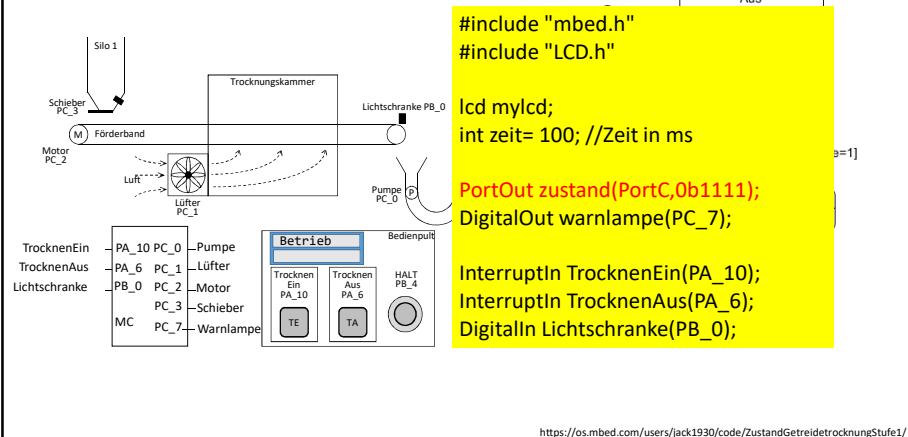 Aus
Silo 1
Schieber
PC_3
Trocknungskammer
Lichtschranke PB_0
M
Förderband
Motor
PC_2
Luft
Lüfter
PC_1
Pumpe
PC_0
P
e=1]
TrocknenEin
TrocknenAus
Lichtschranke
PA_10 PC_0
PA_6 PC_1
PB_0 PC_2
PC_3
MC PC_7
Pumpe
Lüfter
Motor
Schieber
Warnlampe
Betrieb
Bedienpult
Trocknen
Ein
PA_10
TE
Trocknen
Aus
PA_6
TA
HALT
PB_4
#include "mbed.h"
#include "LCD.h"
lcd mylcd;
int zeit= 100; //Zeit in ms
PortOut zustand(PortC,0b1111);
DigitalOut warnlampe(PC_7);
InterruptIn TrocknenEin(PA_10);
InterruptIn TrocknenAus(PA_6);
DigitalIn Lichtschranke(PB_0);
https://os.mbed.com/users/jack1930/code/ZustandGetreidetrocknungStufe1/